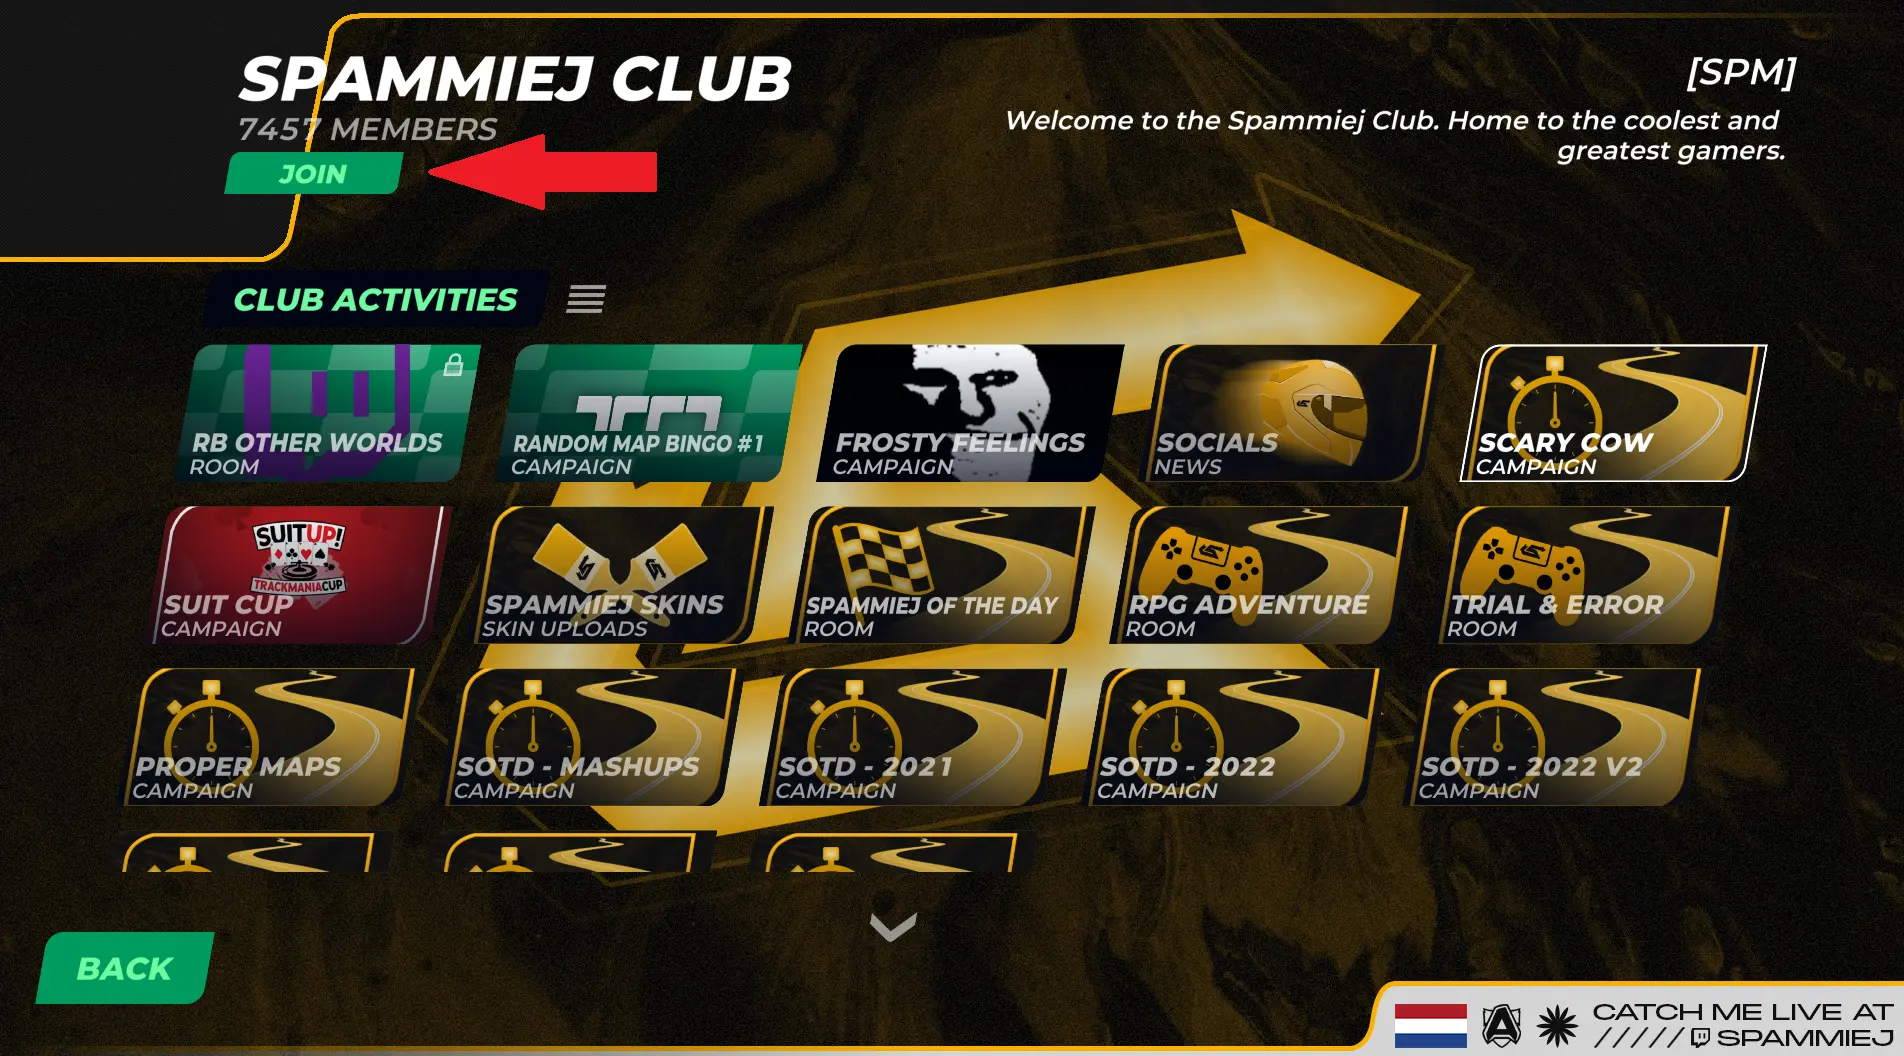 SPAMMIEJ CLUB
7457 MEMBERS
JOIN
[SPM]
Welcome to the Spammiej Club. Home to the coolest and
greatest gamers.
CLUB ACTIVITIES
RB OTHER WORLDS
ROOM
RANDOM MAP BINGO #1
CAMPAIGN
FROSTY FEELINGS
CAMPAIGN
SOCIALS
NEWS
SCARY COW
CAMPAIGN
SUIT UP!
TRACKMANIA CUP
SUIT CUP
CAMPAIGN
SPAMMIEJ SKINS
SKIN UPLOADS
SPAMMIEJ OF THE DAY
ROOM
RPG ADVENTURE
ROOM
TRIAL & ERROR
ROOM
PROPER MAPS
CAMPAIGN
SOTD - MASHUPS
CAMPAIGN
SOTD - 2021
CAMPAIGN
SOTD - 2022
CAMPAIGN
SOTD - 2022 V2
CAMPAIGN
BACK
CATCH ME LIVE AT
///// SPAMMIEJ